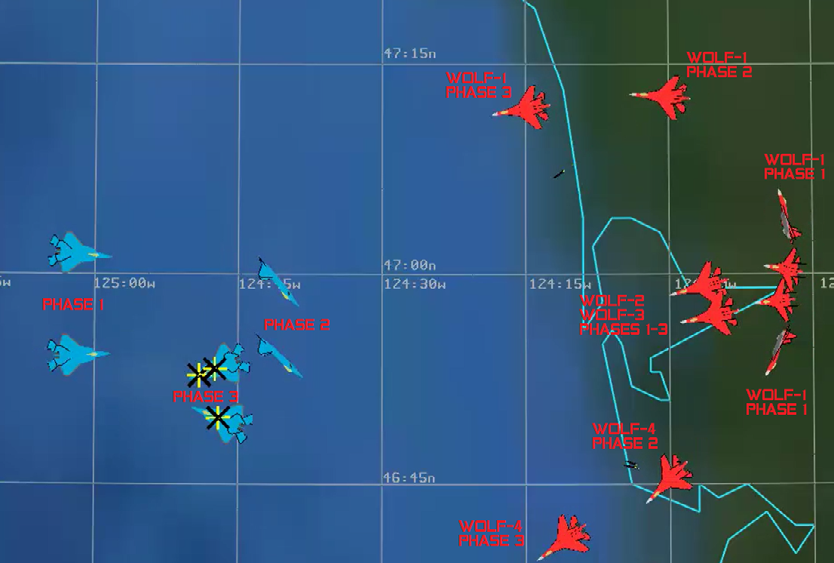 47:15n
WOLF-1
PHASE 2
WOLF-1
PHASE 3
WOLF-1
PHASE 1
47:00n
125:00w
124:30w
124:15w
PHASE 1
WOLF-2
WOLF-3
PHASES 1-3
PHASE 2
PHASE 3
WOLF-1
PHASE 1
WOLF-4
PHASE 2
46:45n
WOLF-4
PHASE 3